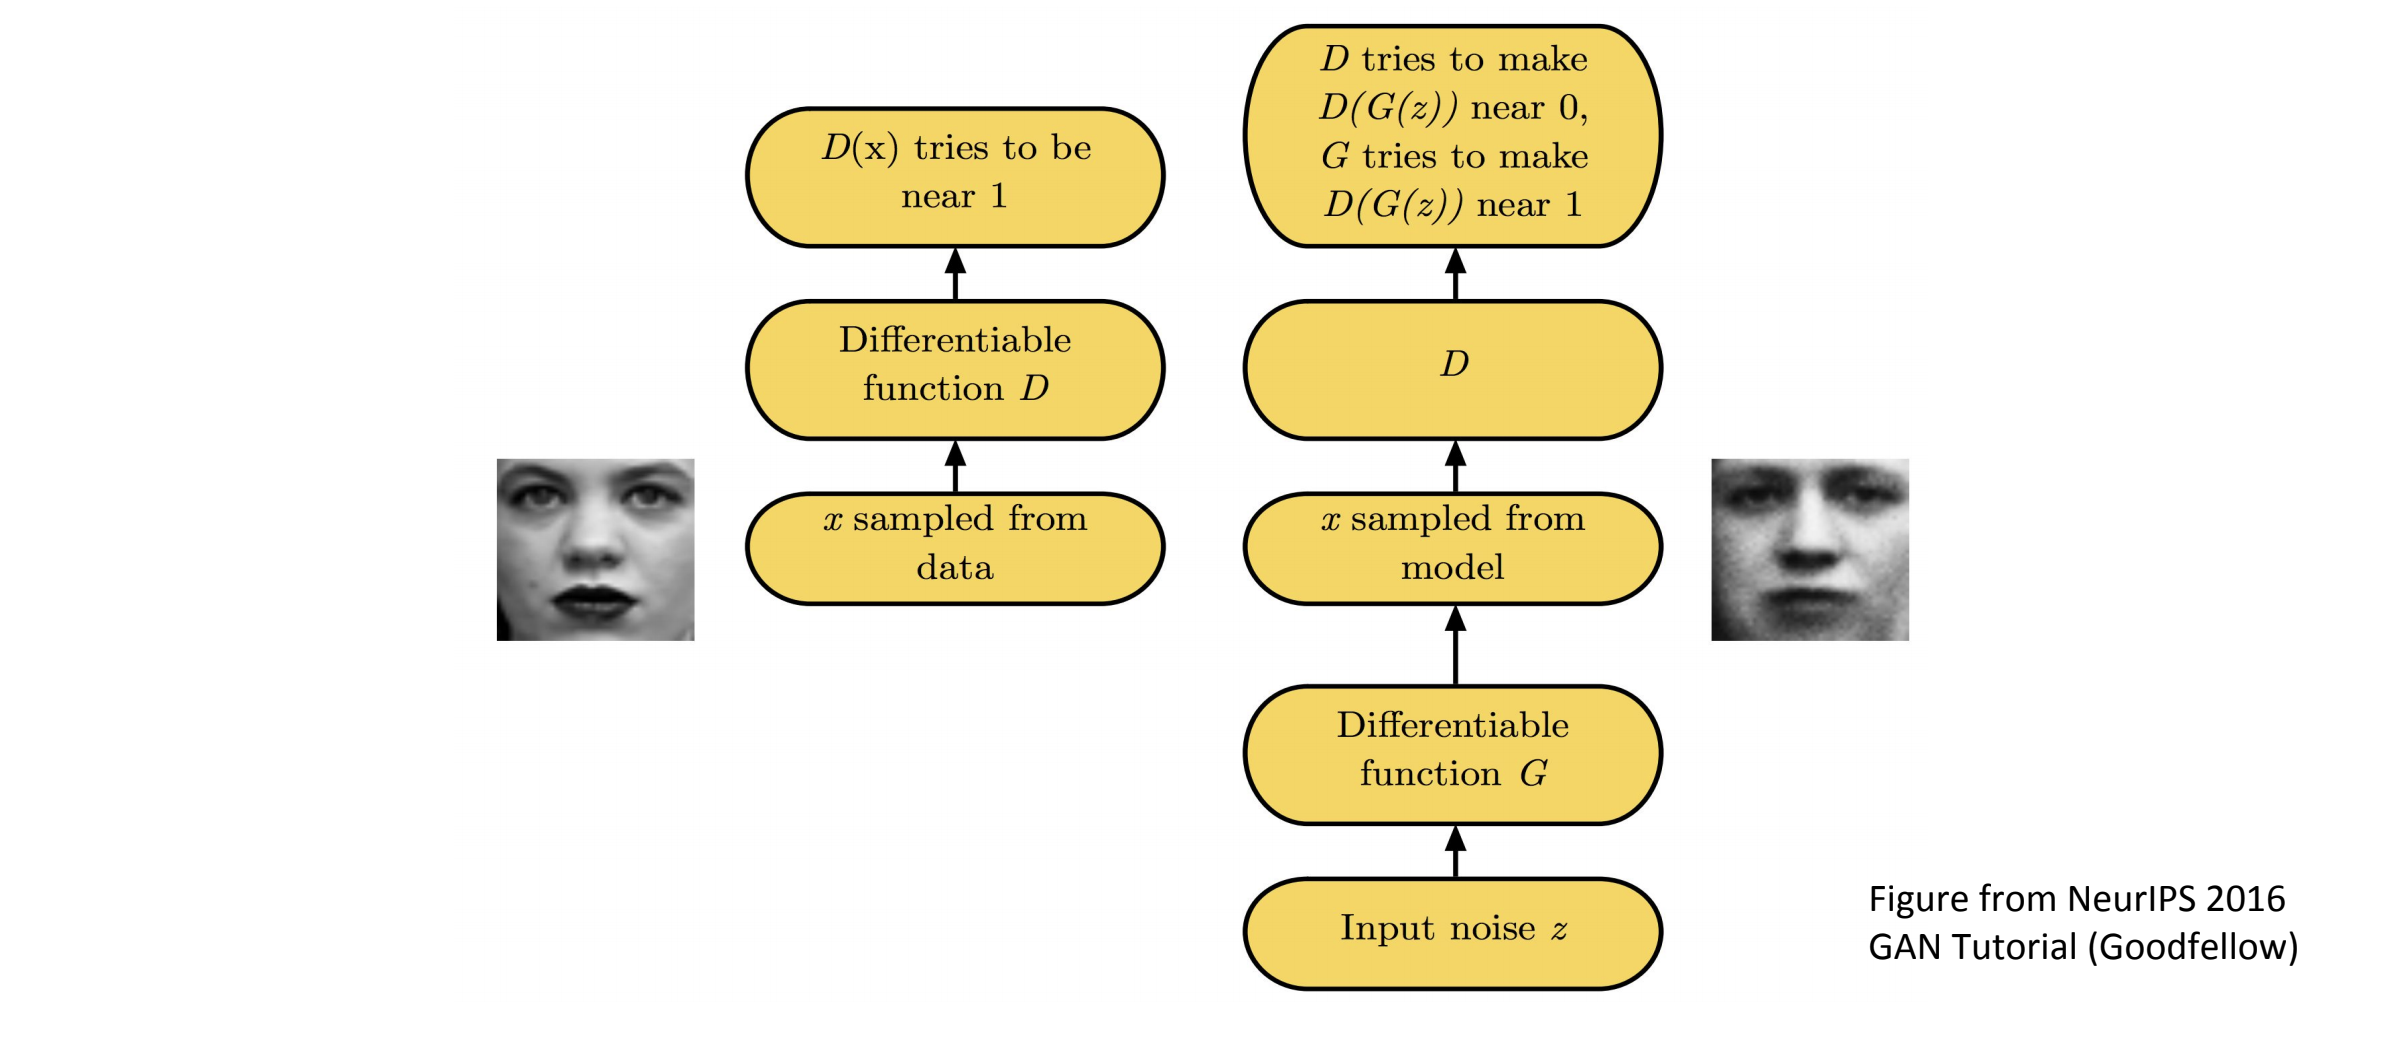 D(x) tries to be
near 1
Differentiable
function D
x sampled from
data
D tries to make
D(G(z)) near 0,
G tries to make
D(G(z)) near 1
D
x sampled from
model
Differentiable
function G
Input noise z
Figure from NeurIPS 2016
GAN Tutorial (Goodfellow)